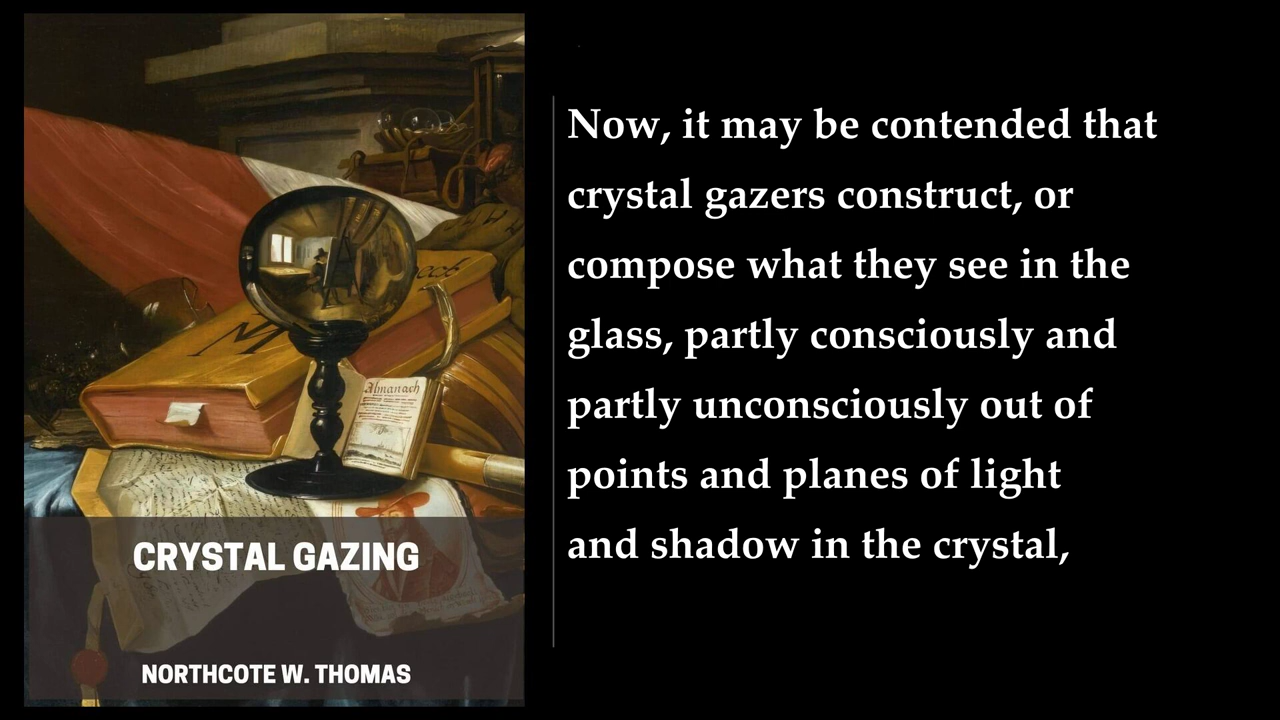 Now, it may be contended that
crystal gazers construct, or
compose what they see in the
glass, partly consciously and
partly unconsciously out of
points and planes of light
and shadow in the crystal,
Almanach
CRYSTAL GAZING
NORTHCOTE W. THOMAS